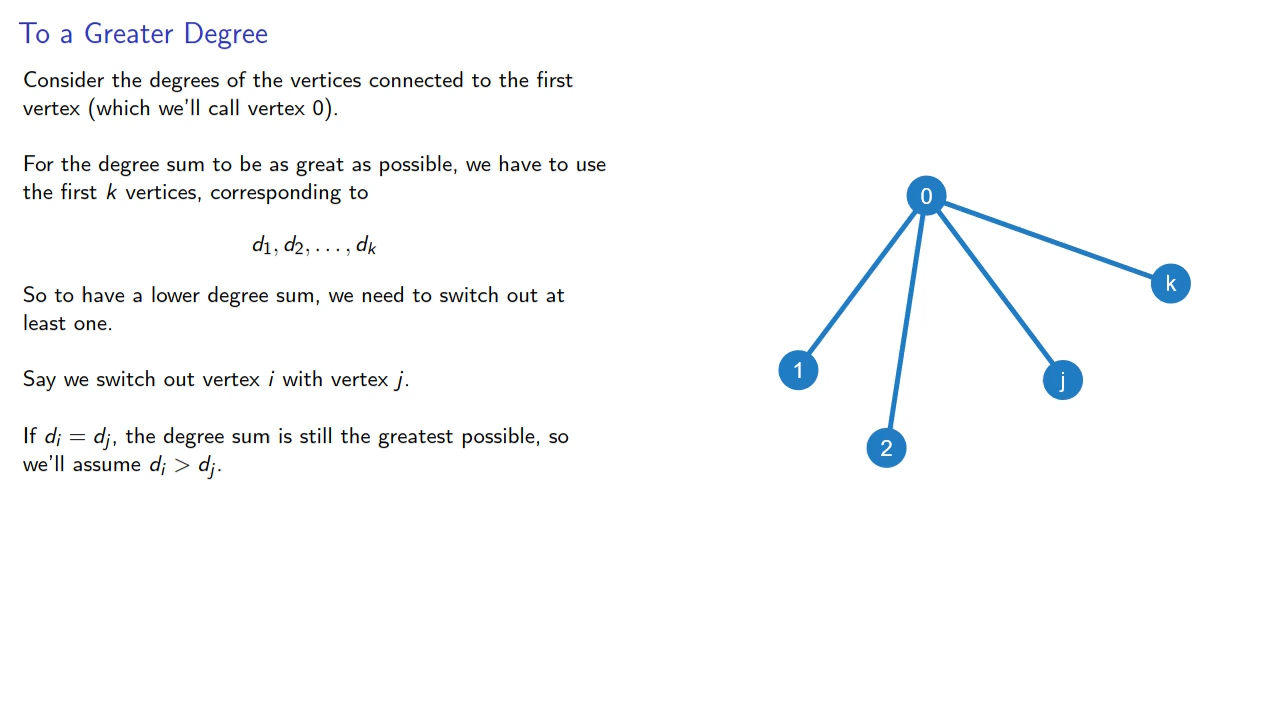 To a Greater Degree
Consider the degrees of the vertices connected to the first
vertex (which we'll call vertex 0).
For the degree sum to be as great as possible, we have to use
the first k vertices, corresponding to
d₁, d₂, . . . , dₖ
So to have a lower degree sum, we need to switch out at
least one.
Say we switch out vertex i with vertex j.
If dᵢ = dⱼ, the degree sum is still the greatest possible, so
we'll assume dᵢ > dⱼ.
0
k
1
j
2